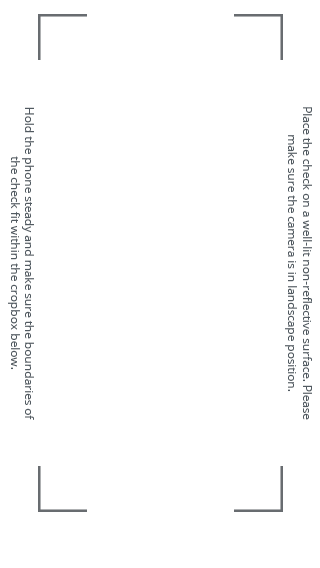 Place the check on a well-lit non-reflective surface. Please
make sure the camera is in landscape position.
Hold the phone steady and make sure the boundaries of
the check fit within the cropbox below.